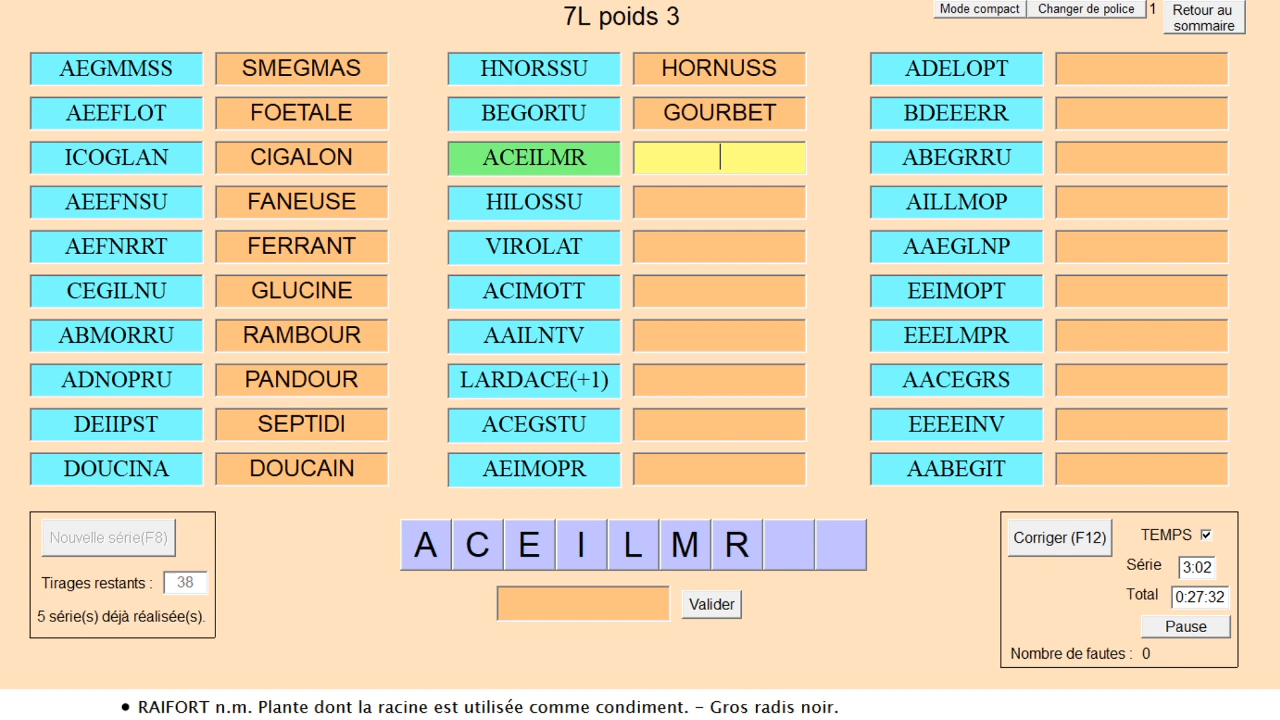 7L poids 3
Mode compact Changer de police 1 Retour au sommaire
AEGMMSS SMEGMAS HNORSSU HORNUSS ADELOPT
AEEFLOT FOETALE BEGORTU GOURBET BDEEERR
ICOGLAN CIGALON ACEILMR ABEGRRU
AEEFNSU FANEUSE HILOSSU AILLMOP
AEFNRRT FERRANT VIROLAT AAEGLNP
CEGILNU GLUCINE ACIMOTT EEIMOPT
ABMORRU RAMBOUR AAILNTV EEELMPR
ADNOPRU PANDOUR LARDACE(+1) AACEGRS
DEIIPST SEPTIDI ACEGSTU EEEEINV
DOUCINA DOUCAIN AEIMOPR AABEGIT
Nouvelle série(F8)
Tirages restants : 38
5 série(s) déjà réalisée(s).
A C E I L M R
Valider
Corriger (F12) TEMPS
Série 3:02
Total 0:27:32
Pause
Nombre de fautes : 0
• RAIFORT n.m. Plante dont la racine est utilisée comme condiment. – Gros radis noir.